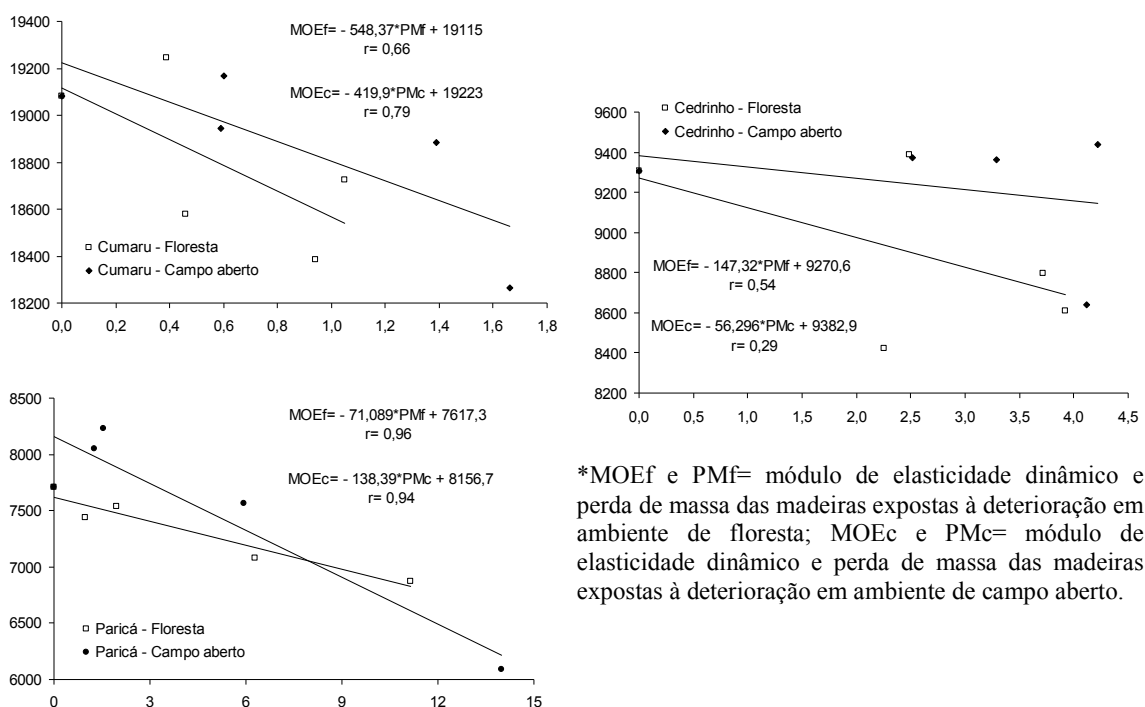 19400
19200
19000
18800
18600
18400
18200
0,0 0,2 0,4 0,6 0,8 1,0 1,2 1,4 1,6 1,8
MOEf= - 548,37*PMf + 19115
r= 0,66
MOEc= - 419,9*PMc + 19223
r= 0,79
Cumaru - Floresta
Cumaru - Campo aberto
9600
9400
9200
9000
8800
8600
8400
8200
0,0 0,5 1,0 1,5 2,0 2,5 3,0 3,5 4,0 4,5
Cedrinho - Floresta
Cedrinho - Campo aberto
MOEf= - 147,32*PMf + 9270,6
r= 0,54
MOEc= - 56,296*PMc + 9382,9
r= 0,29
8500
8000
7500
7000
6500
6000
0 3 6 9 12 15
MOEf= - 71,089*PMf + 7617,3
r= 0,96
MOEc= - 138,39*PMc + 8156,7
r= 0,94
Paricá - Floresta
Paricá - Campo aberto
*MOEf e PMf= módulo de elasticidade dinâmico e
perda de massa das madeiras expostas à deterioração em
ambiente de floresta; MOEc e PMc= módulo de
elasticidade dinâmico e perda de massa das madeiras
expostas à deterioração em ambiente de campo aberto.